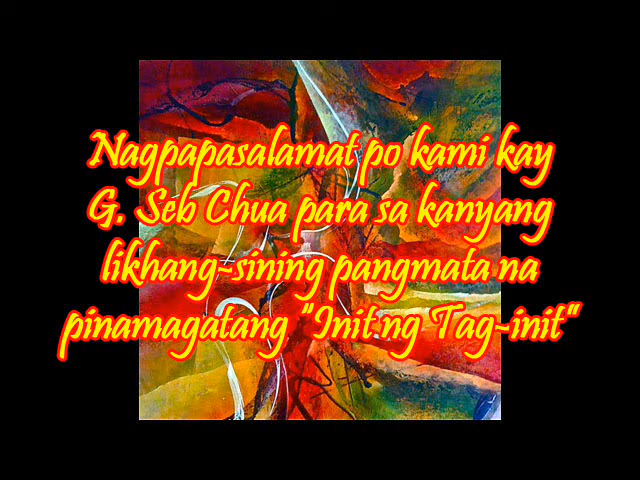 Nagpapasalamat po kami kay
G. Seb Chua para sa kanyang
likhang-sining pangmata na
pinamagatang "Init ng Tag-init"